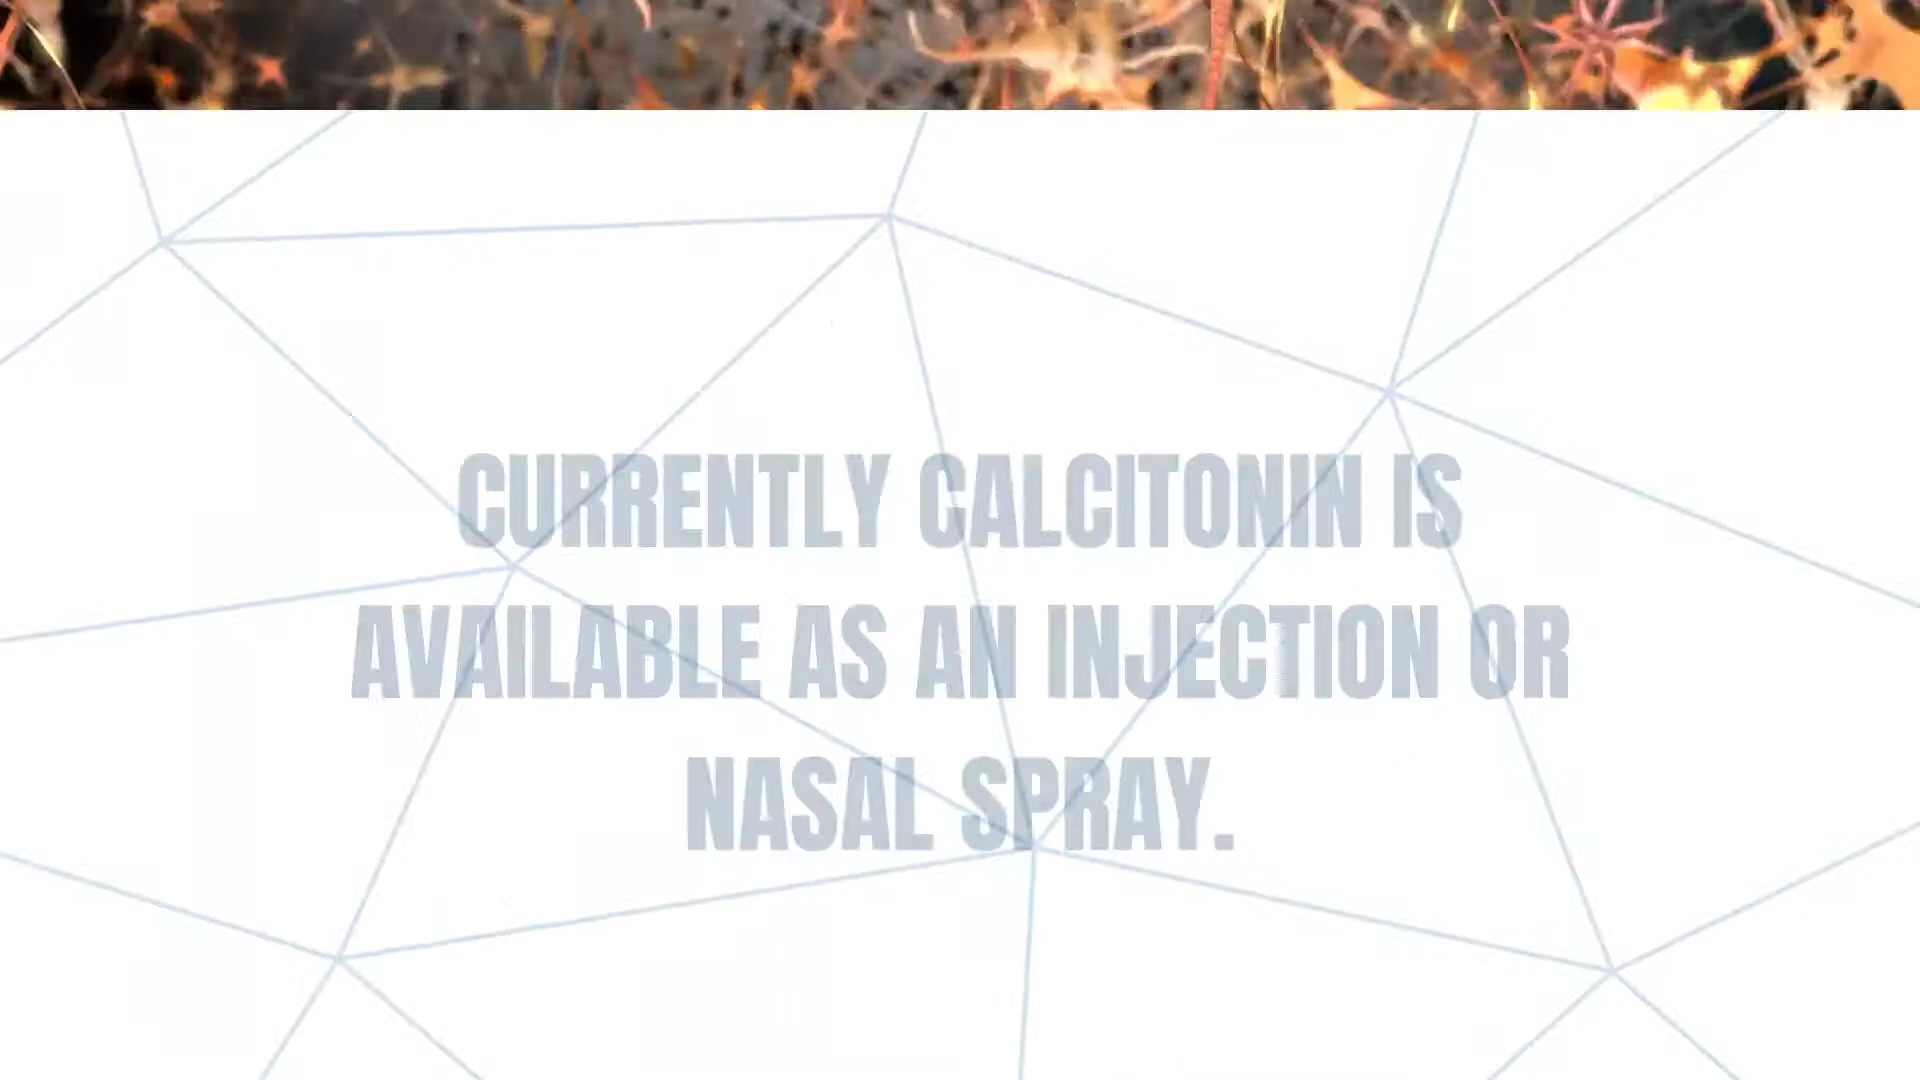 CURRENTLY CALCITONIN IS
AVAILABLE AS AN INJECTION OR
NASAL SPRAY.